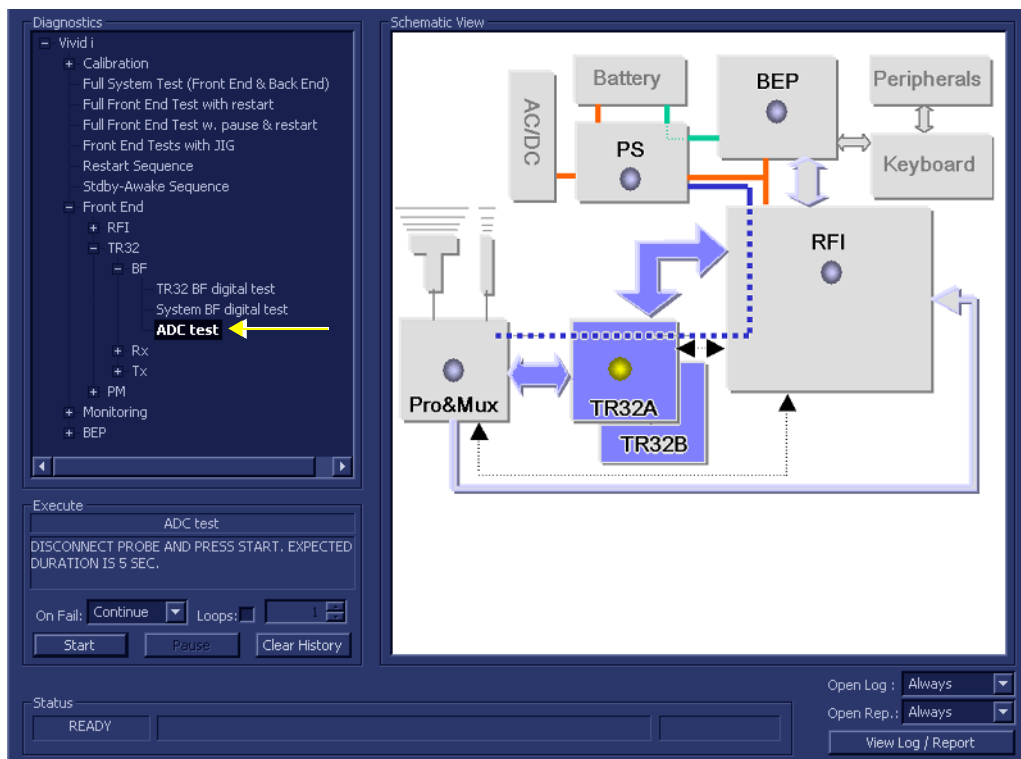 Diagnostics
Vivid i
Calibration
Full System Test (Front End & Back End)
Full Front End Test with restart
Full Front End Test w. pause & restart
Front End Tests with JIG
Restart Sequence
Stdby-Awake Sequence
Front End
RFI
TR32
BF
TR32 BF digital test
System BF digital test
ADC test
Rx
Tx
PM
Monitoring
BEP
Execute
ADC test
DISCONNECT PROBE AND PRESS START. EXPECTED
DURATION IS 5 SEC.
On Fail: Continue Loops: 1
Start Pause Clear History
Schematic View
Battery
BEP
Peripherals
AC/DC
PS
Keyboard
RFI
Pro&Mux
TR32A
TR32B
Open Log : Always
Open Rep.: Always
View Log / Report
Status
READY